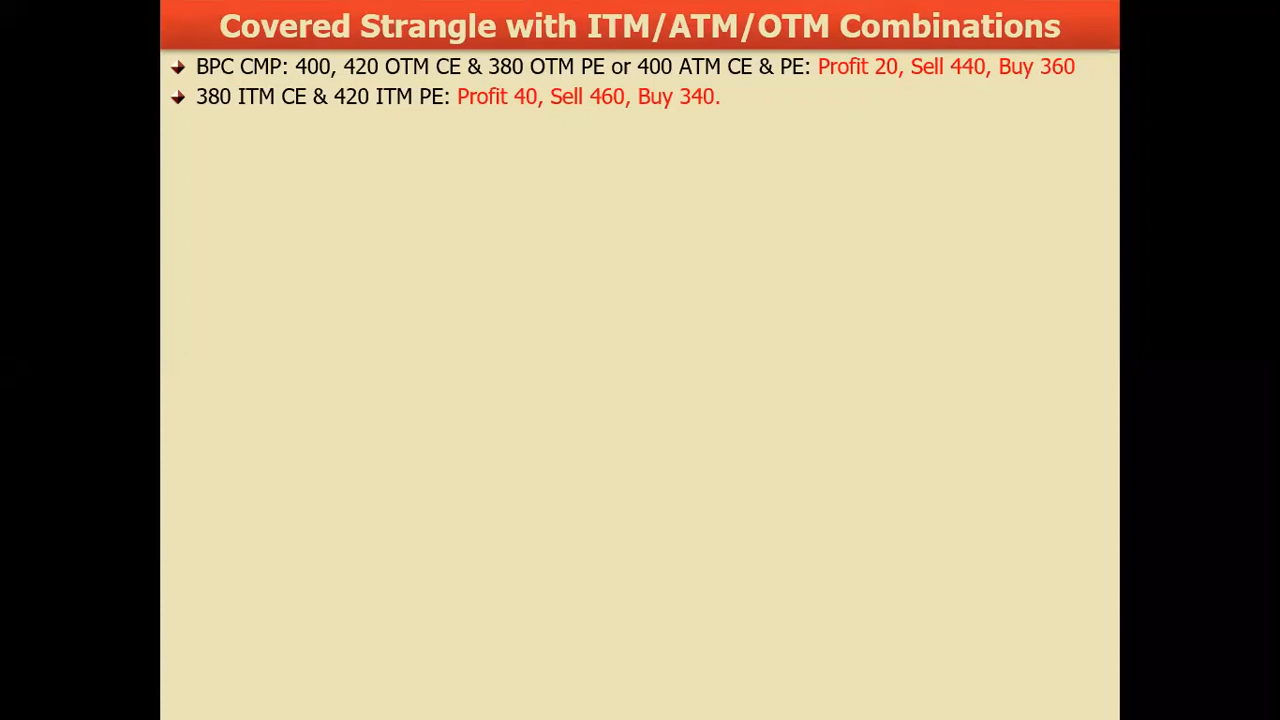 Covered Strangle with ITM/ATM/OTM Combinations
BPC CMP: 400, 420 OTM CE & 380 OTM PE or 400 ATM CE & PE: Profit 20, Sell 440, Buy 360
380 ITM CE & 420 ITM PE: Profit 40, Sell 460, Buy 340.